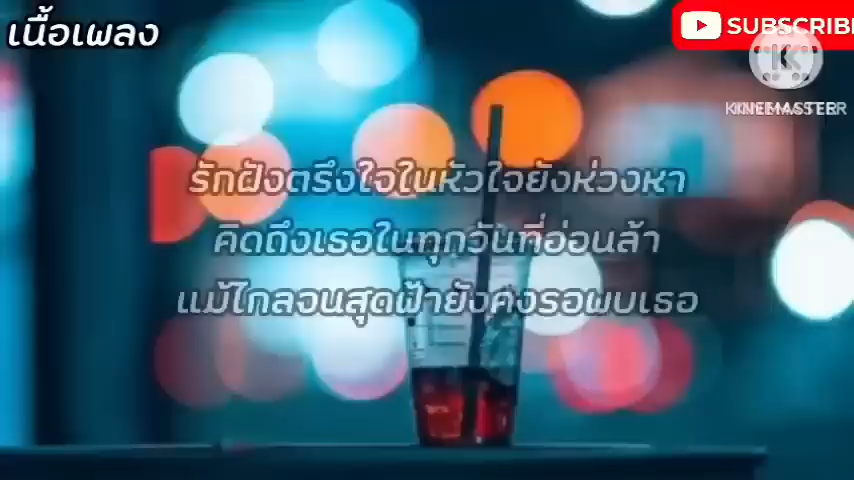 เนื้อเพลง
SUBSCRIBE
KINEMASTER
รักฝังตรึงใจในหัวใจยังห่วงหา
คิดถึงเธอในทุกวันที่อ่อนล้า
แม้ไกลจนสุดฟ้ายังคงรอพบเธอ